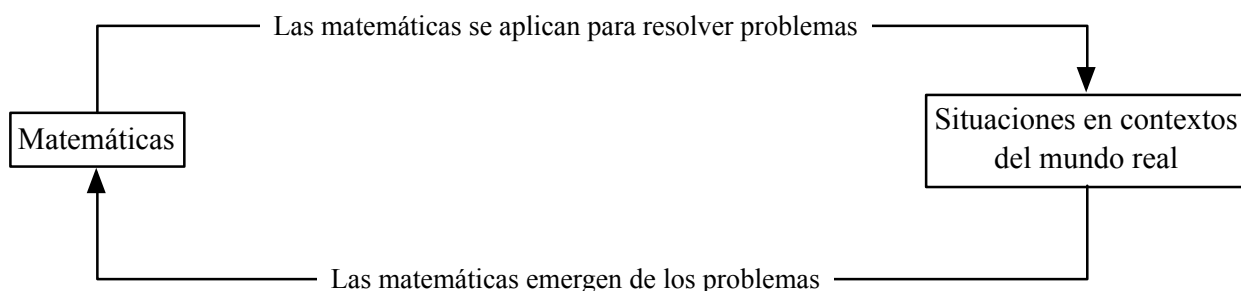 Las matemáticas se aplican para resolver problemas
Matemáticas
Situaciones en contextos
del mundo real
Las matemáticas emergen de los problemas